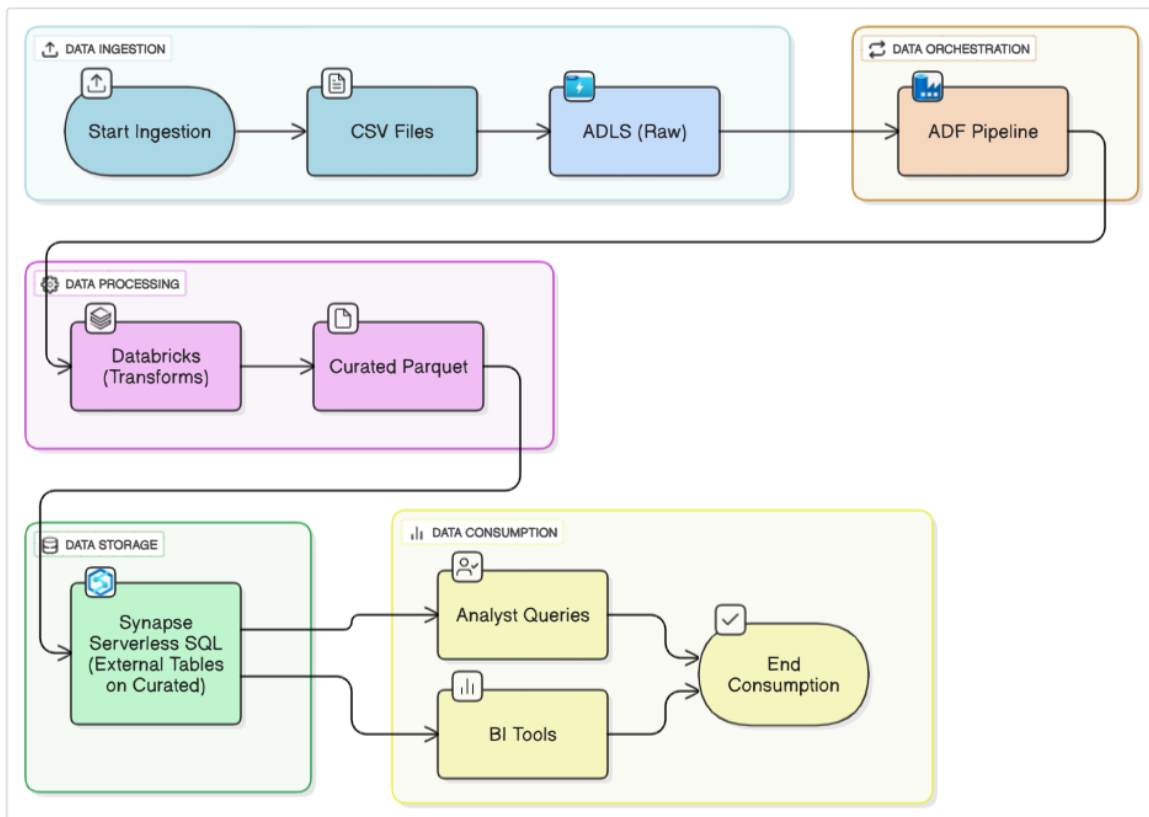 DATA INGESTION
Start Ingestion
CSV Files
ADLS (Raw)
DATA ORCHESTRATION
ADF Pipeline
DATA PROCESSING
Databricks
(Transforms)
Curated Parquet
DATA STORAGE
Synapse
Serverless SQL
(External Tables
on Curated)
DATA CONSUMPTION
Analyst Queries
BI Tools
End
Consumption